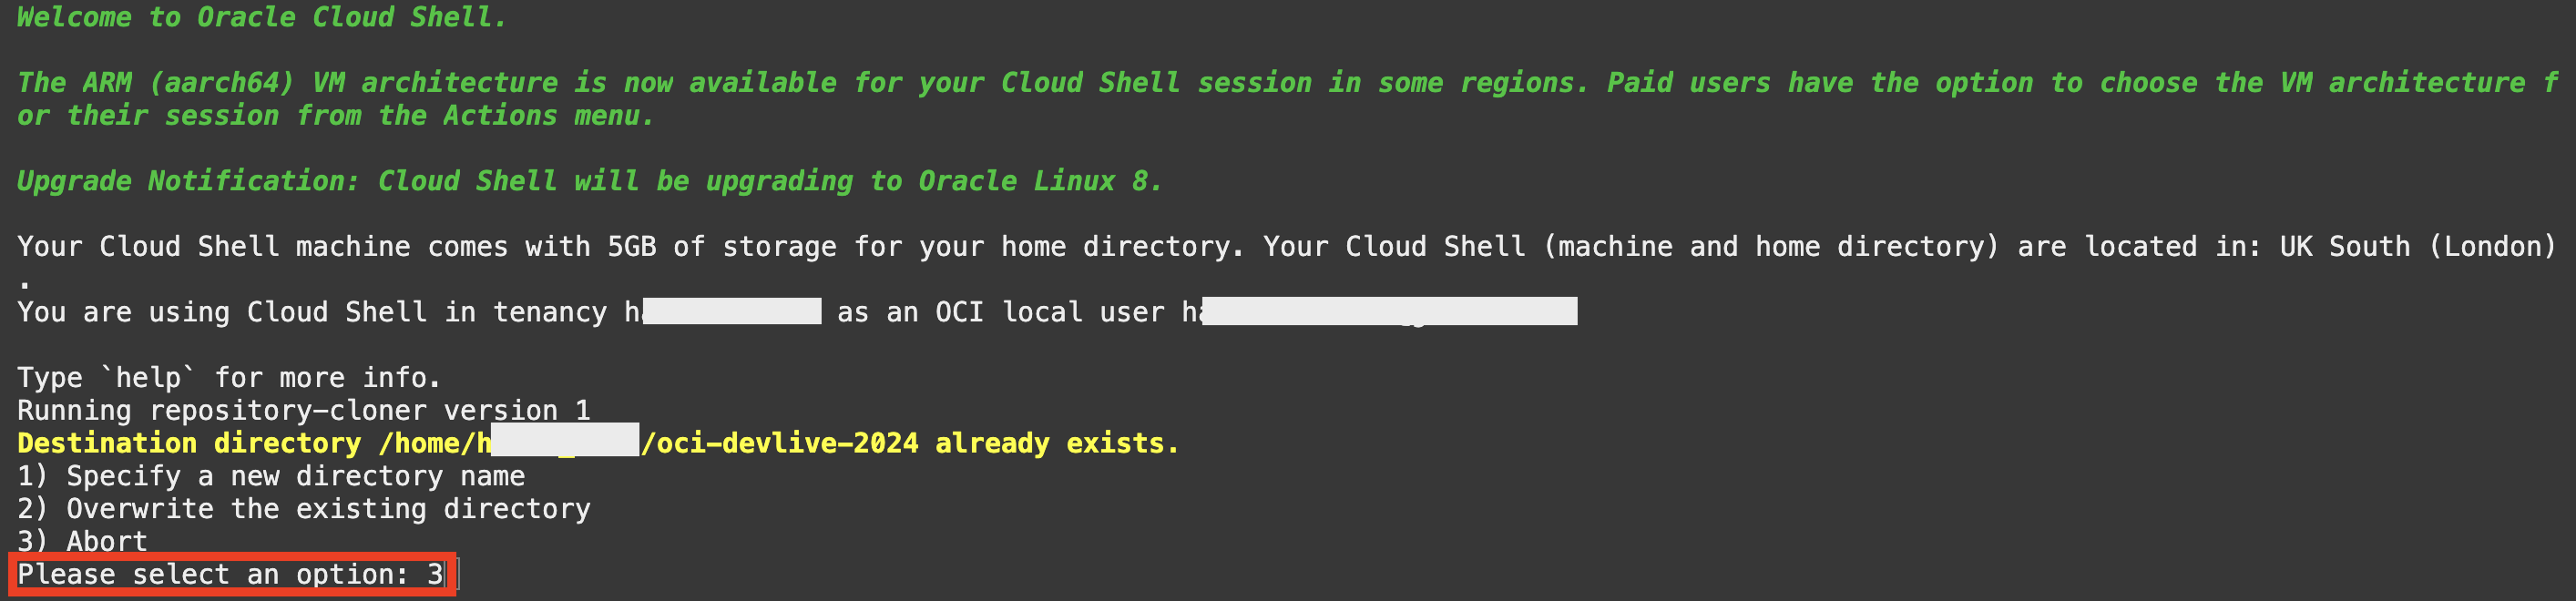 Welcome to Oracle Cloud Shell.
The ARM (aarch64) VM architecture is now available for your Cloud Shell session in some regions. Paid users have the option to choose the VM architecture f
or their session from the Actions menu.
Upgrade Notification: Cloud Shell will be upgrading to Oracle Linux 8.
Your Cloud Shell machine comes with 5GB of storage for your home directory. Your Cloud Shell (machine and home directory) are located in: UK South (London)
.
You are using Cloud Shell in tenancy h as an OCI local user ha
Type `help` for more info.
Running repository-cloner version 1
Destination directory /home/h /oci-devlive-2024 already exists.
1) Specify a new directory name
2) Overwrite the existing directory
3) Abort
Please select an option: 3